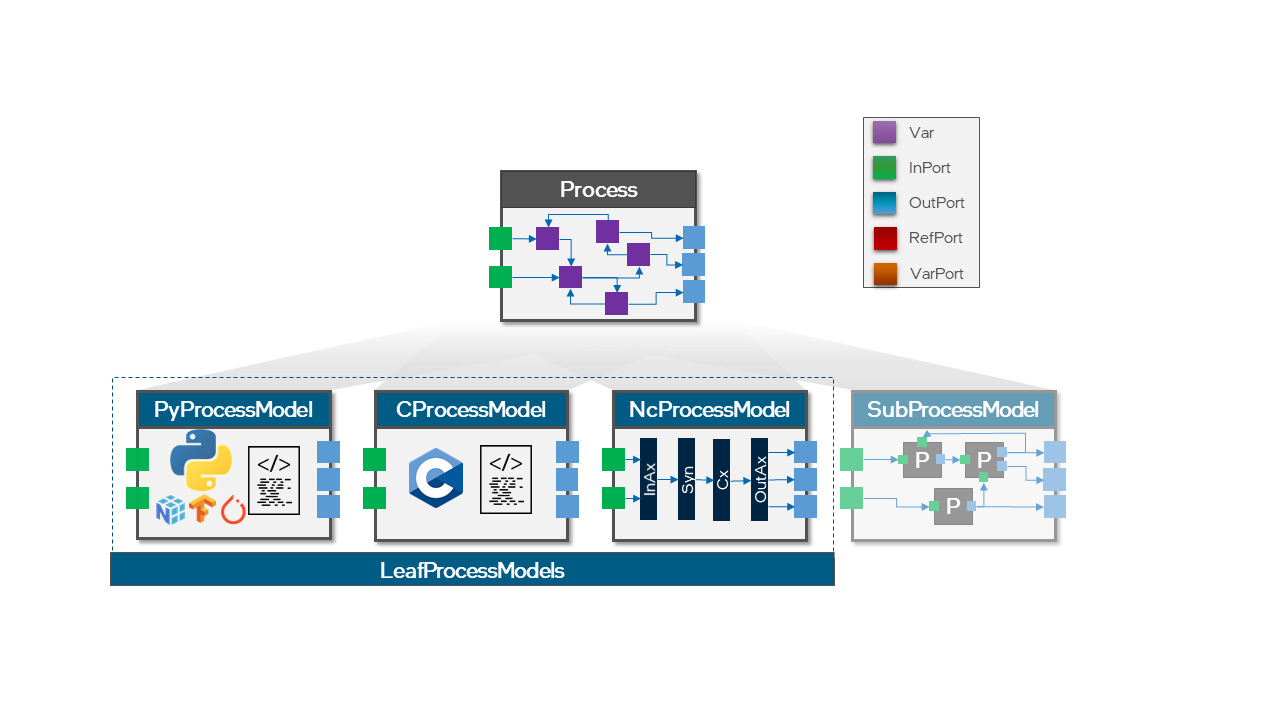 Var
InPort
Process
OutPort
RefPort
VarPort
PyProcessModel
CProcessModel
NcProcessModel
SubProcessModel
</>
</>
InAx
Syn
Cx
OutAx
P
P
P
C
LeafProcessModels